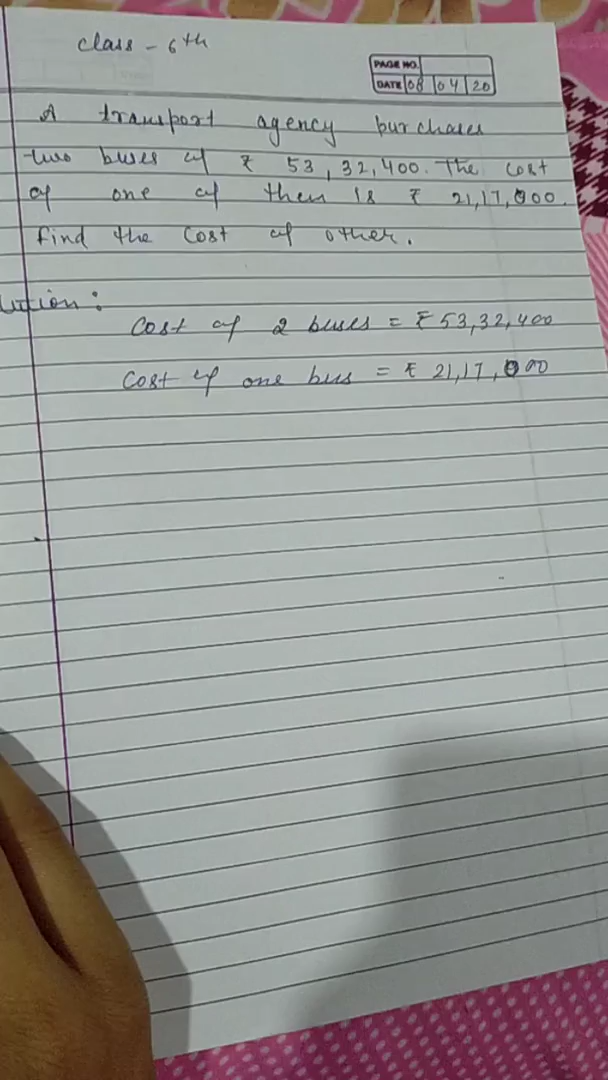 Class - 6th
PAGE NO.
DATE 08 04 20
A transport agency purchases
two buses of ₹ 53,32,400. The cost
of one of them is ₹ 21,17,000.
find the cost of other.
lution:
Cost of 2 buses = ₹ 53,32,400
Cost of one bus = ₹ 21,17,000